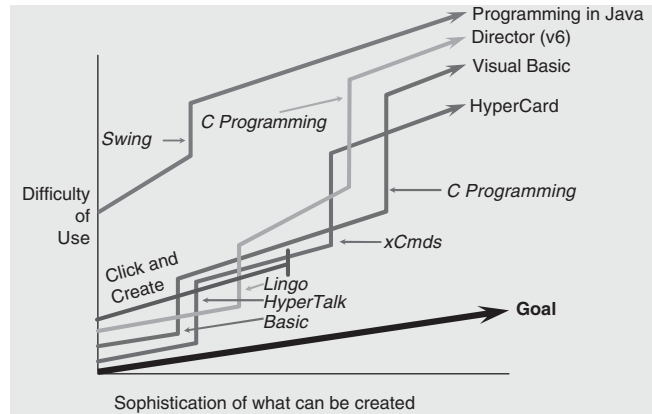 Programming in Java
Director (v6)
Visual Basic
HyperCard
C Programming
Swing
Difficulty
of
Use
C Programming
xCmds
Click and
Create
Lingo
HyperTalk
Basic
Goal
Sophistication of what can be created